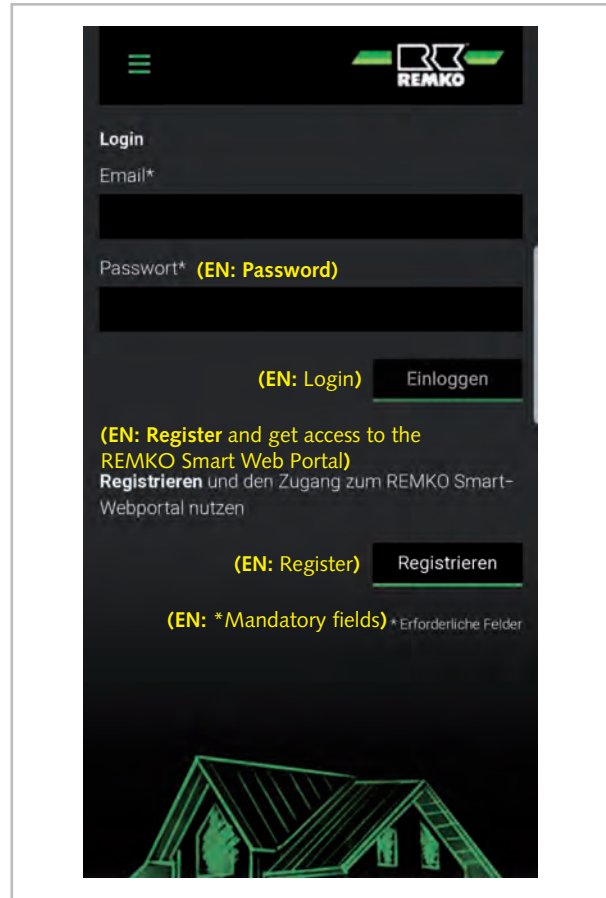 REMKO
Login
Email*
Passwort* (EN: Password)
(EN: Login) Einloggen
(EN: Register and get access to the
REMKO Smart Web Portal)
Registrieren und den Zugang zum REMKO Smart-
Webportal nutzen
(EN: Register) Registrieren
(EN: *Mandatory fields) * Erforderliche Felder